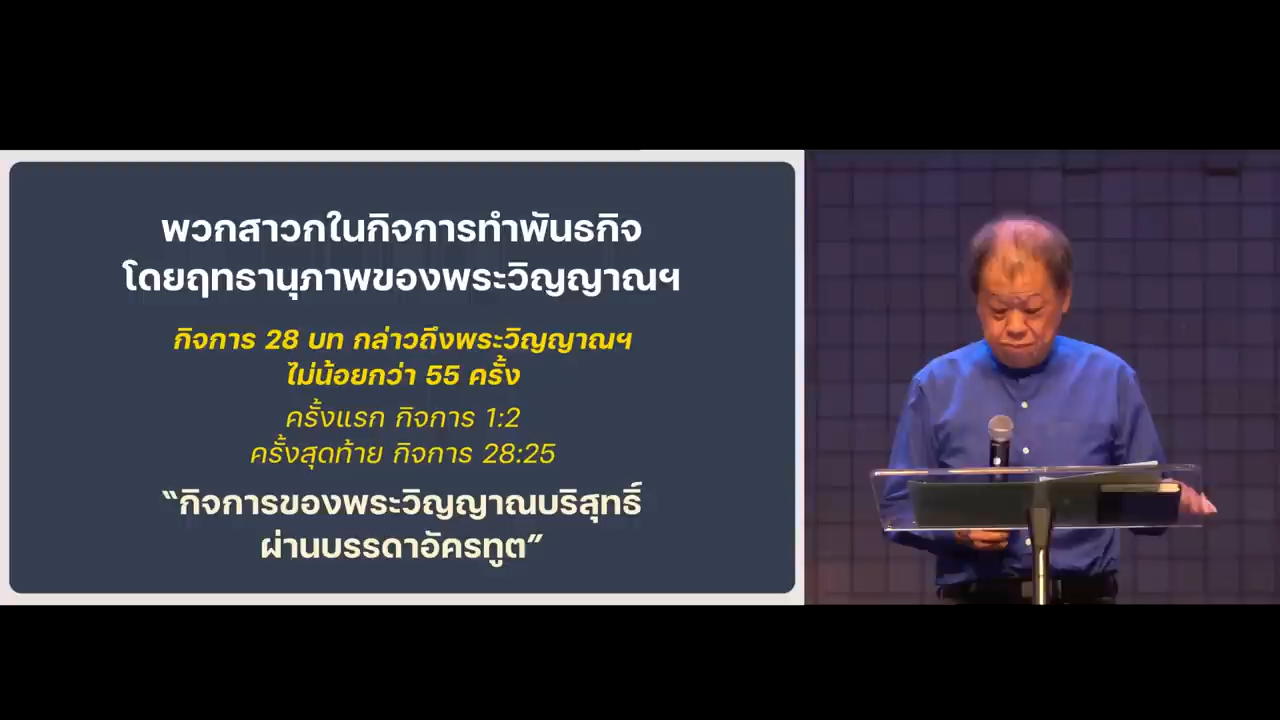 พวกสาวกในกิจการทำพันธกิจ
โดยฤทธานุภาพของพระวิญญาณฯ
กิจการ 28 บท กล่าวถึงพระวิญญาณฯ
ไม่น้อยกว่า 55 ครั้ง
ครั้งแรก กิจการ 1:2
ครั้งสุดท้าย กิจการ 28:25
“กิจการของพระวิญญาณบริสุทธิ์
ผ่านบรรดาอัครทูต”